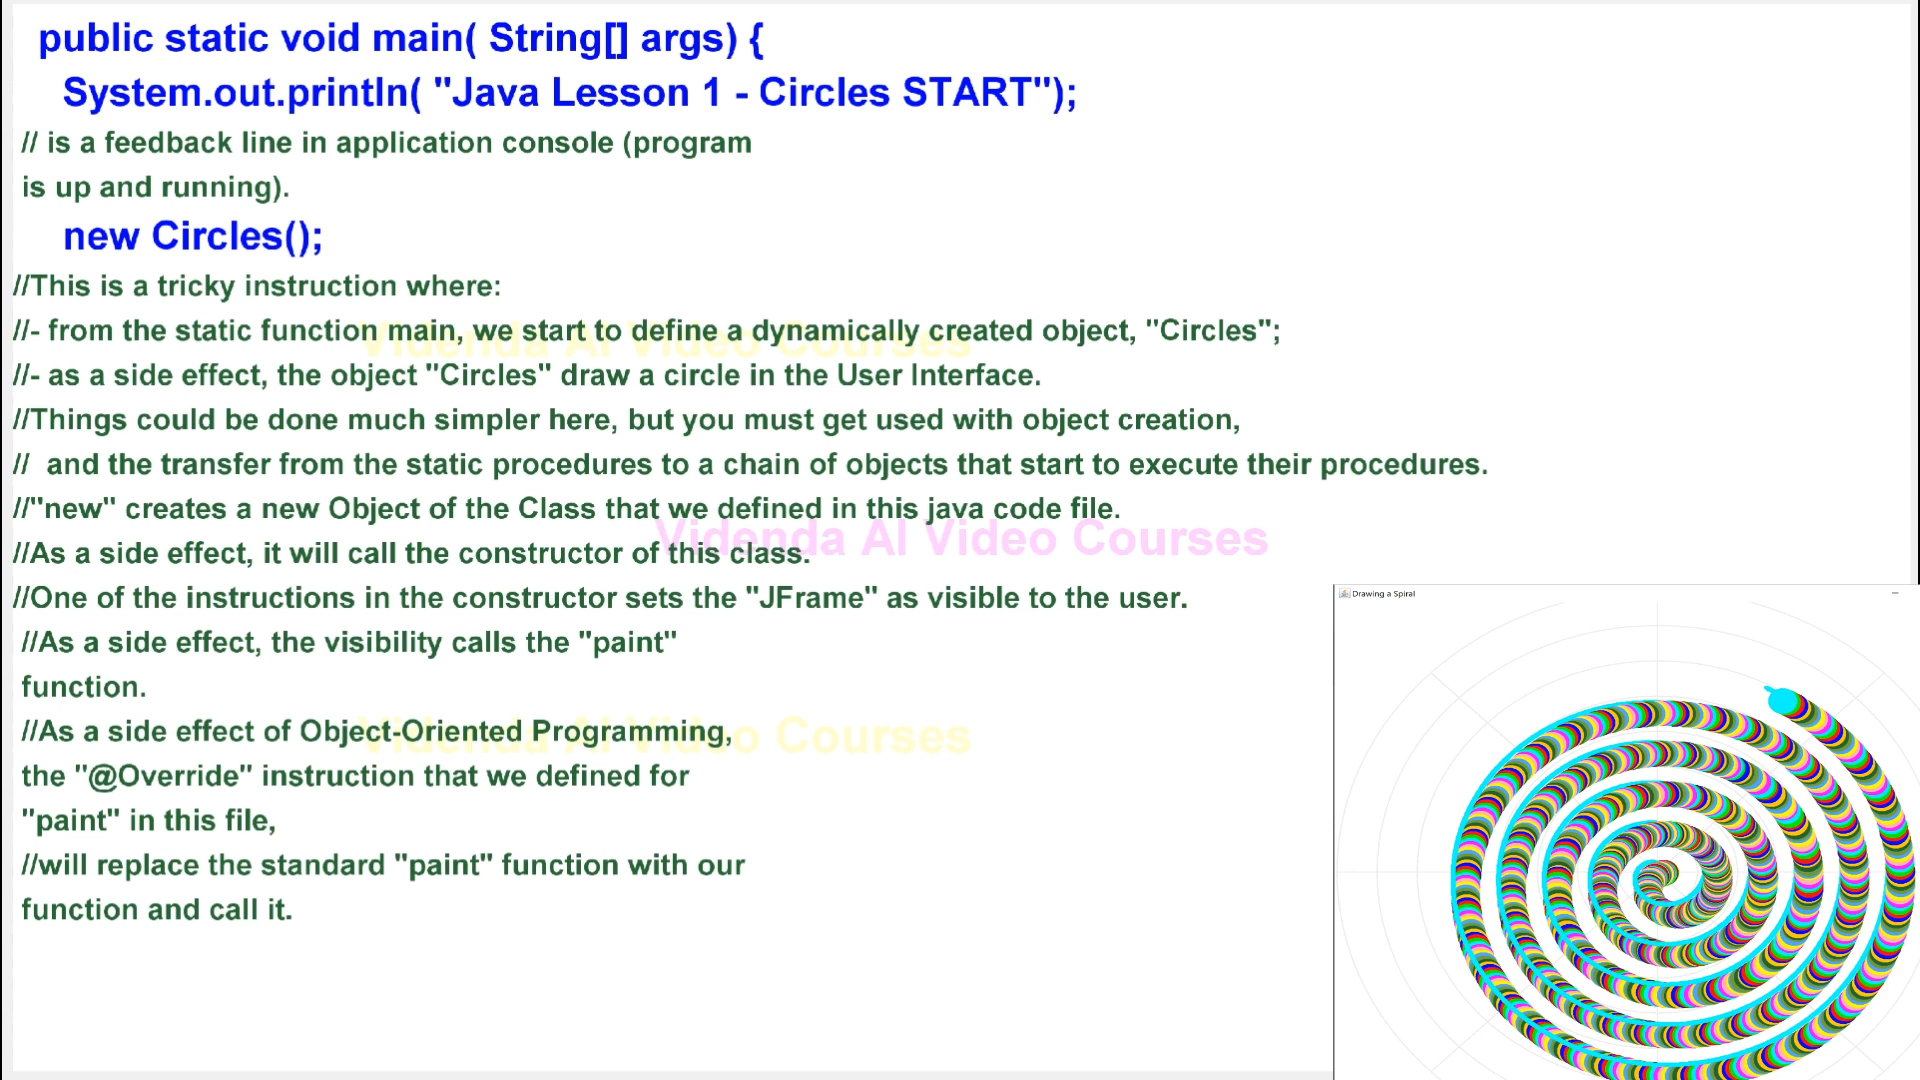 public static void main( String[] args) {
System.out.println( "Java Lesson 1 - Circles START");
// is a feedback line in application console (program
is up and running).
new Circles();
//This is a tricky instruction where:
//- from the static function main, we start to define a dynamically created object, "Circles";
Videnda AI Video Courses
//- as a side effect, the object "Circles" draw a circle in the User Interface.
//Things could be done much simpler here, but you must get used with object creation,
//  and the transfer from the static procedures to a chain of objects that start to execute their procedures.
//"new" creates a new Object of the Class that we defined in this java code file.
Videnda AI Video Courses
//As a side effect, it will call the constructor of this class.
//One of the instructions in the constructor sets the "JFrame" as visible to the user.
//As a side effect, the visibility calls the "paint"
function.
//As a side effect of Object-Oriented Programming,
Videnda AI Video Courses
the "@Override" instruction that we defined for
"paint" in this file,
//will replace the standard "paint" function with our
function and call it.
Drawing a Spiral